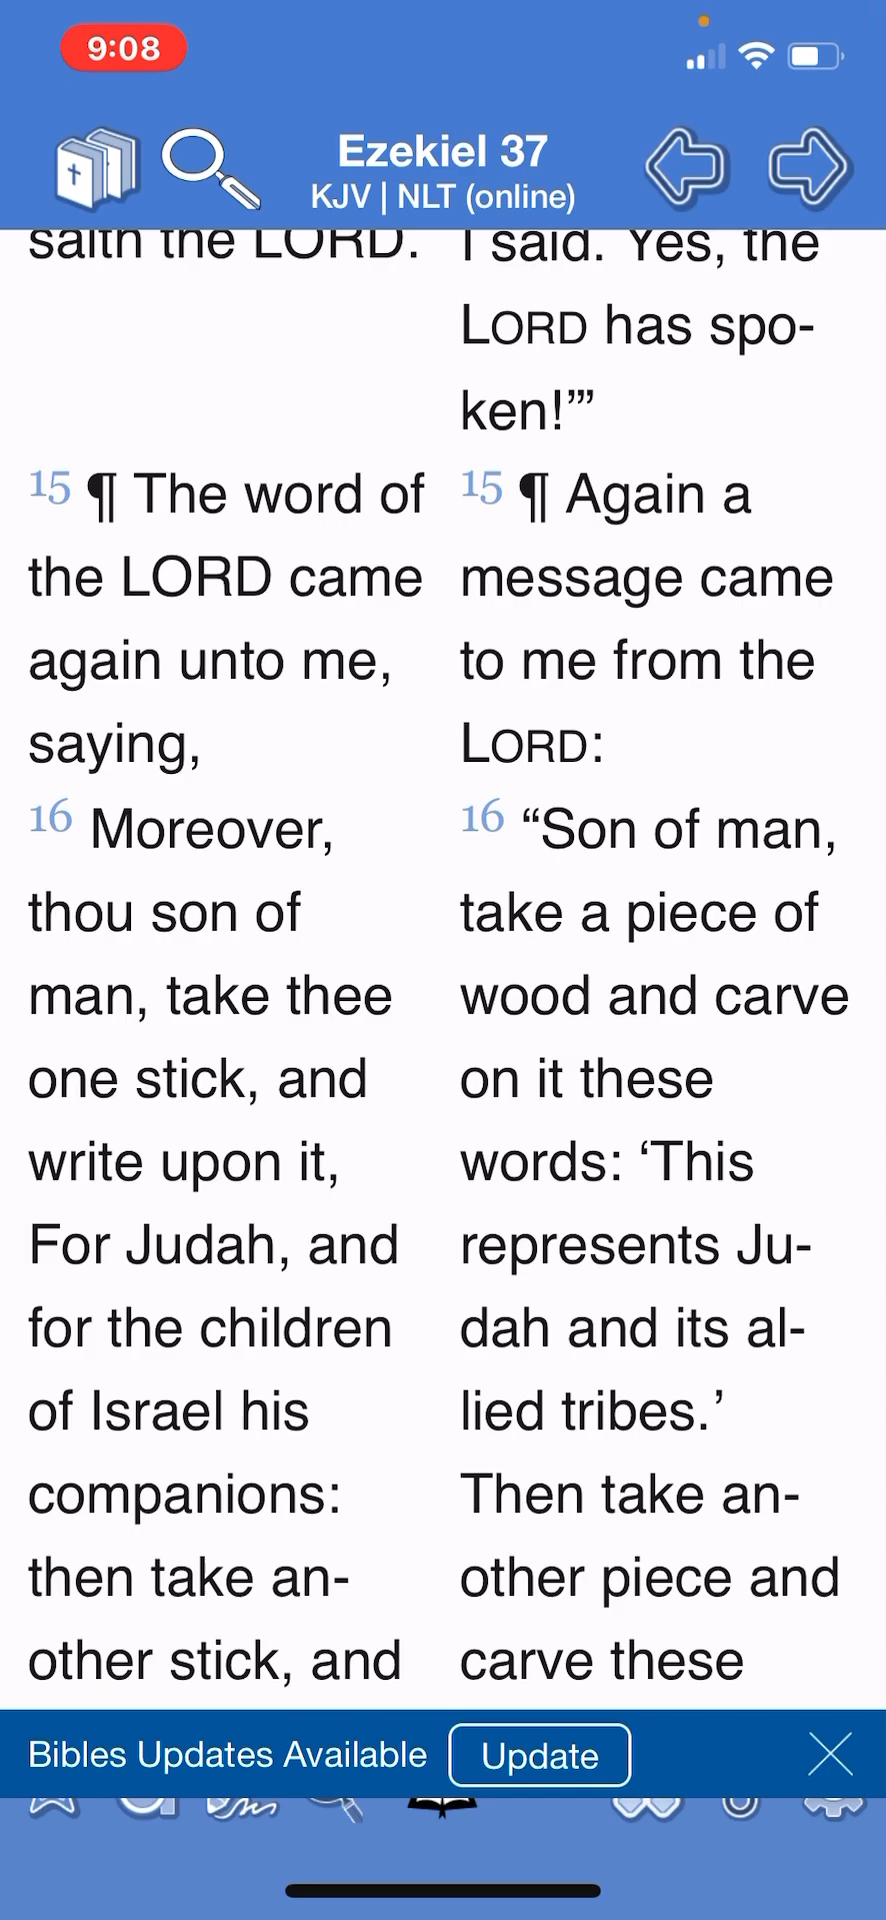 9:08
Ezekiel 37
KJV | NLT (online)
saith the LORD.
15 ¶ The word of
the LORD came
again unto me,
saying,
16 Moreover,
thou son of
man, take thee
one stick, and
write upon it,
For Judah, and
for the children
of Israel his
companions:
then take an-
other stick, and
I said. Yes, the
LORD has spo-
ken!’”
15 ¶ Again a
message came
to me from the
LORD:
16 “Son of man,
take a piece of
wood and carve
on it these
words: ‘This
represents Ju-
dah and its al-
lied tribes.’
Then take an-
other piece and
carve these
Bibles Updates Available
Update